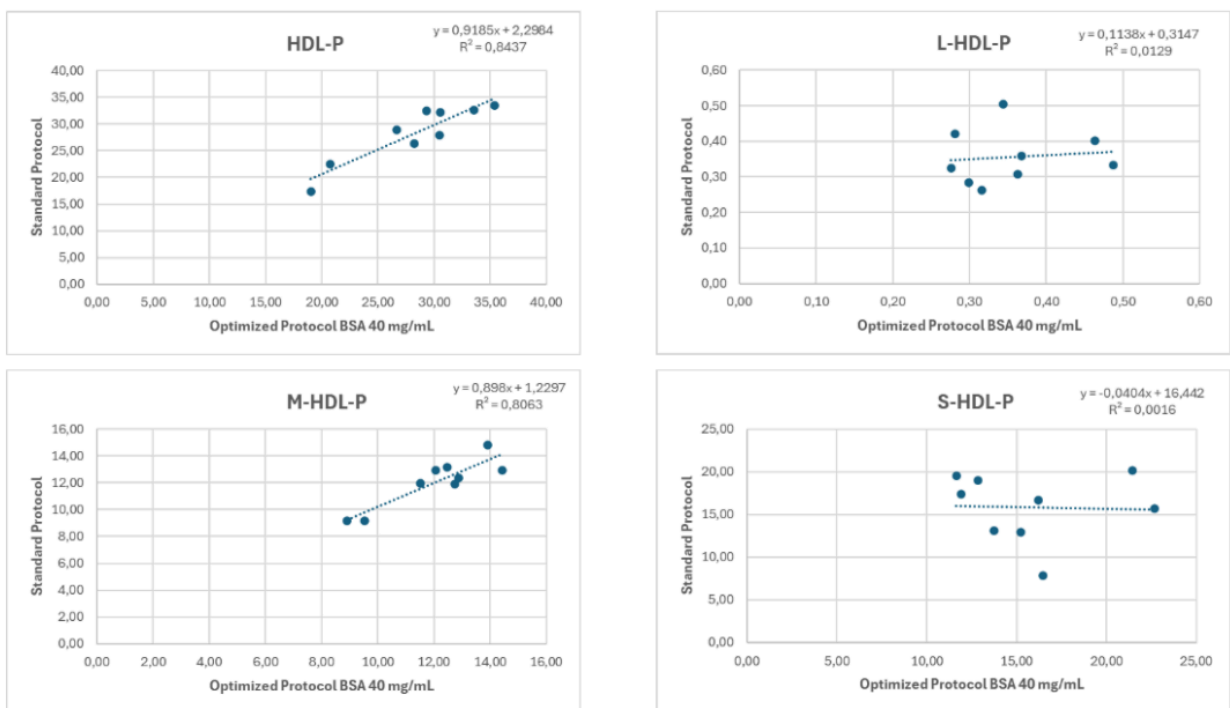 HDL-P
y = 0,9185x + 2,2984
R² = 0,8437
40,00
35,00
30,00
25,00
20,00
15,00
10,00
5,00
0,00
Standard Protocol
0,00 5,00 10,00 15,00 20,00 25,00 30,00 35,00 40,00
Optimized Protocol BSA 40 mg/mL
L-HDL-P
y = 0,1138x + 0,3147
R² = 0,0129
0,60
0,50
0,40
0,30
0,20
0,10
0,00
Standard Protocol
0,00 0,10 0,20 0,30 0,40 0,50 0,60
Optimized Protocol BSA 40 mg/mL
M-HDL-P
y = 0,898x + 1,2297
R² = 0,8063
16,00
14,00
12,00
10,00
8,00
6,00
4,00
2,00
0,00
Standard Protocol
0,00 2,00 4,00 6,00 8,00 10,00 12,00 14,00 16,00
Optimized Protocol BSA 40 mg/mL
S-HDL-P
y = -0,0404x + 16,442
R² = 0,0016
25,00
20,00
15,00
10,00
5,00
0,00
Standard Protocol
0,00 5,00 10,00 15,00 20,00 25,00
Optimized Protocol BSA 40 mg/mL